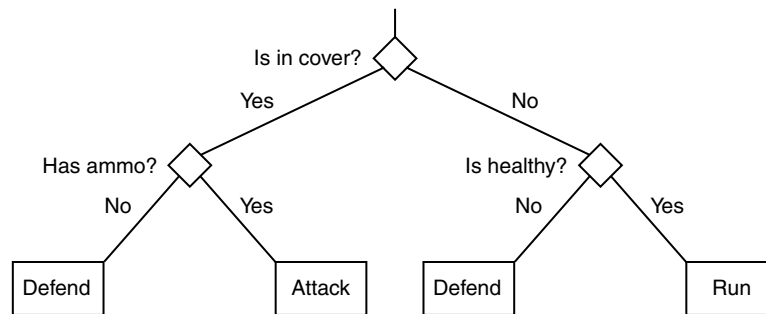 Is in cover?
Yes
No
Has ammo?
Is healthy?
No
Yes
No
Yes
Defend
Attack
Defend
Run